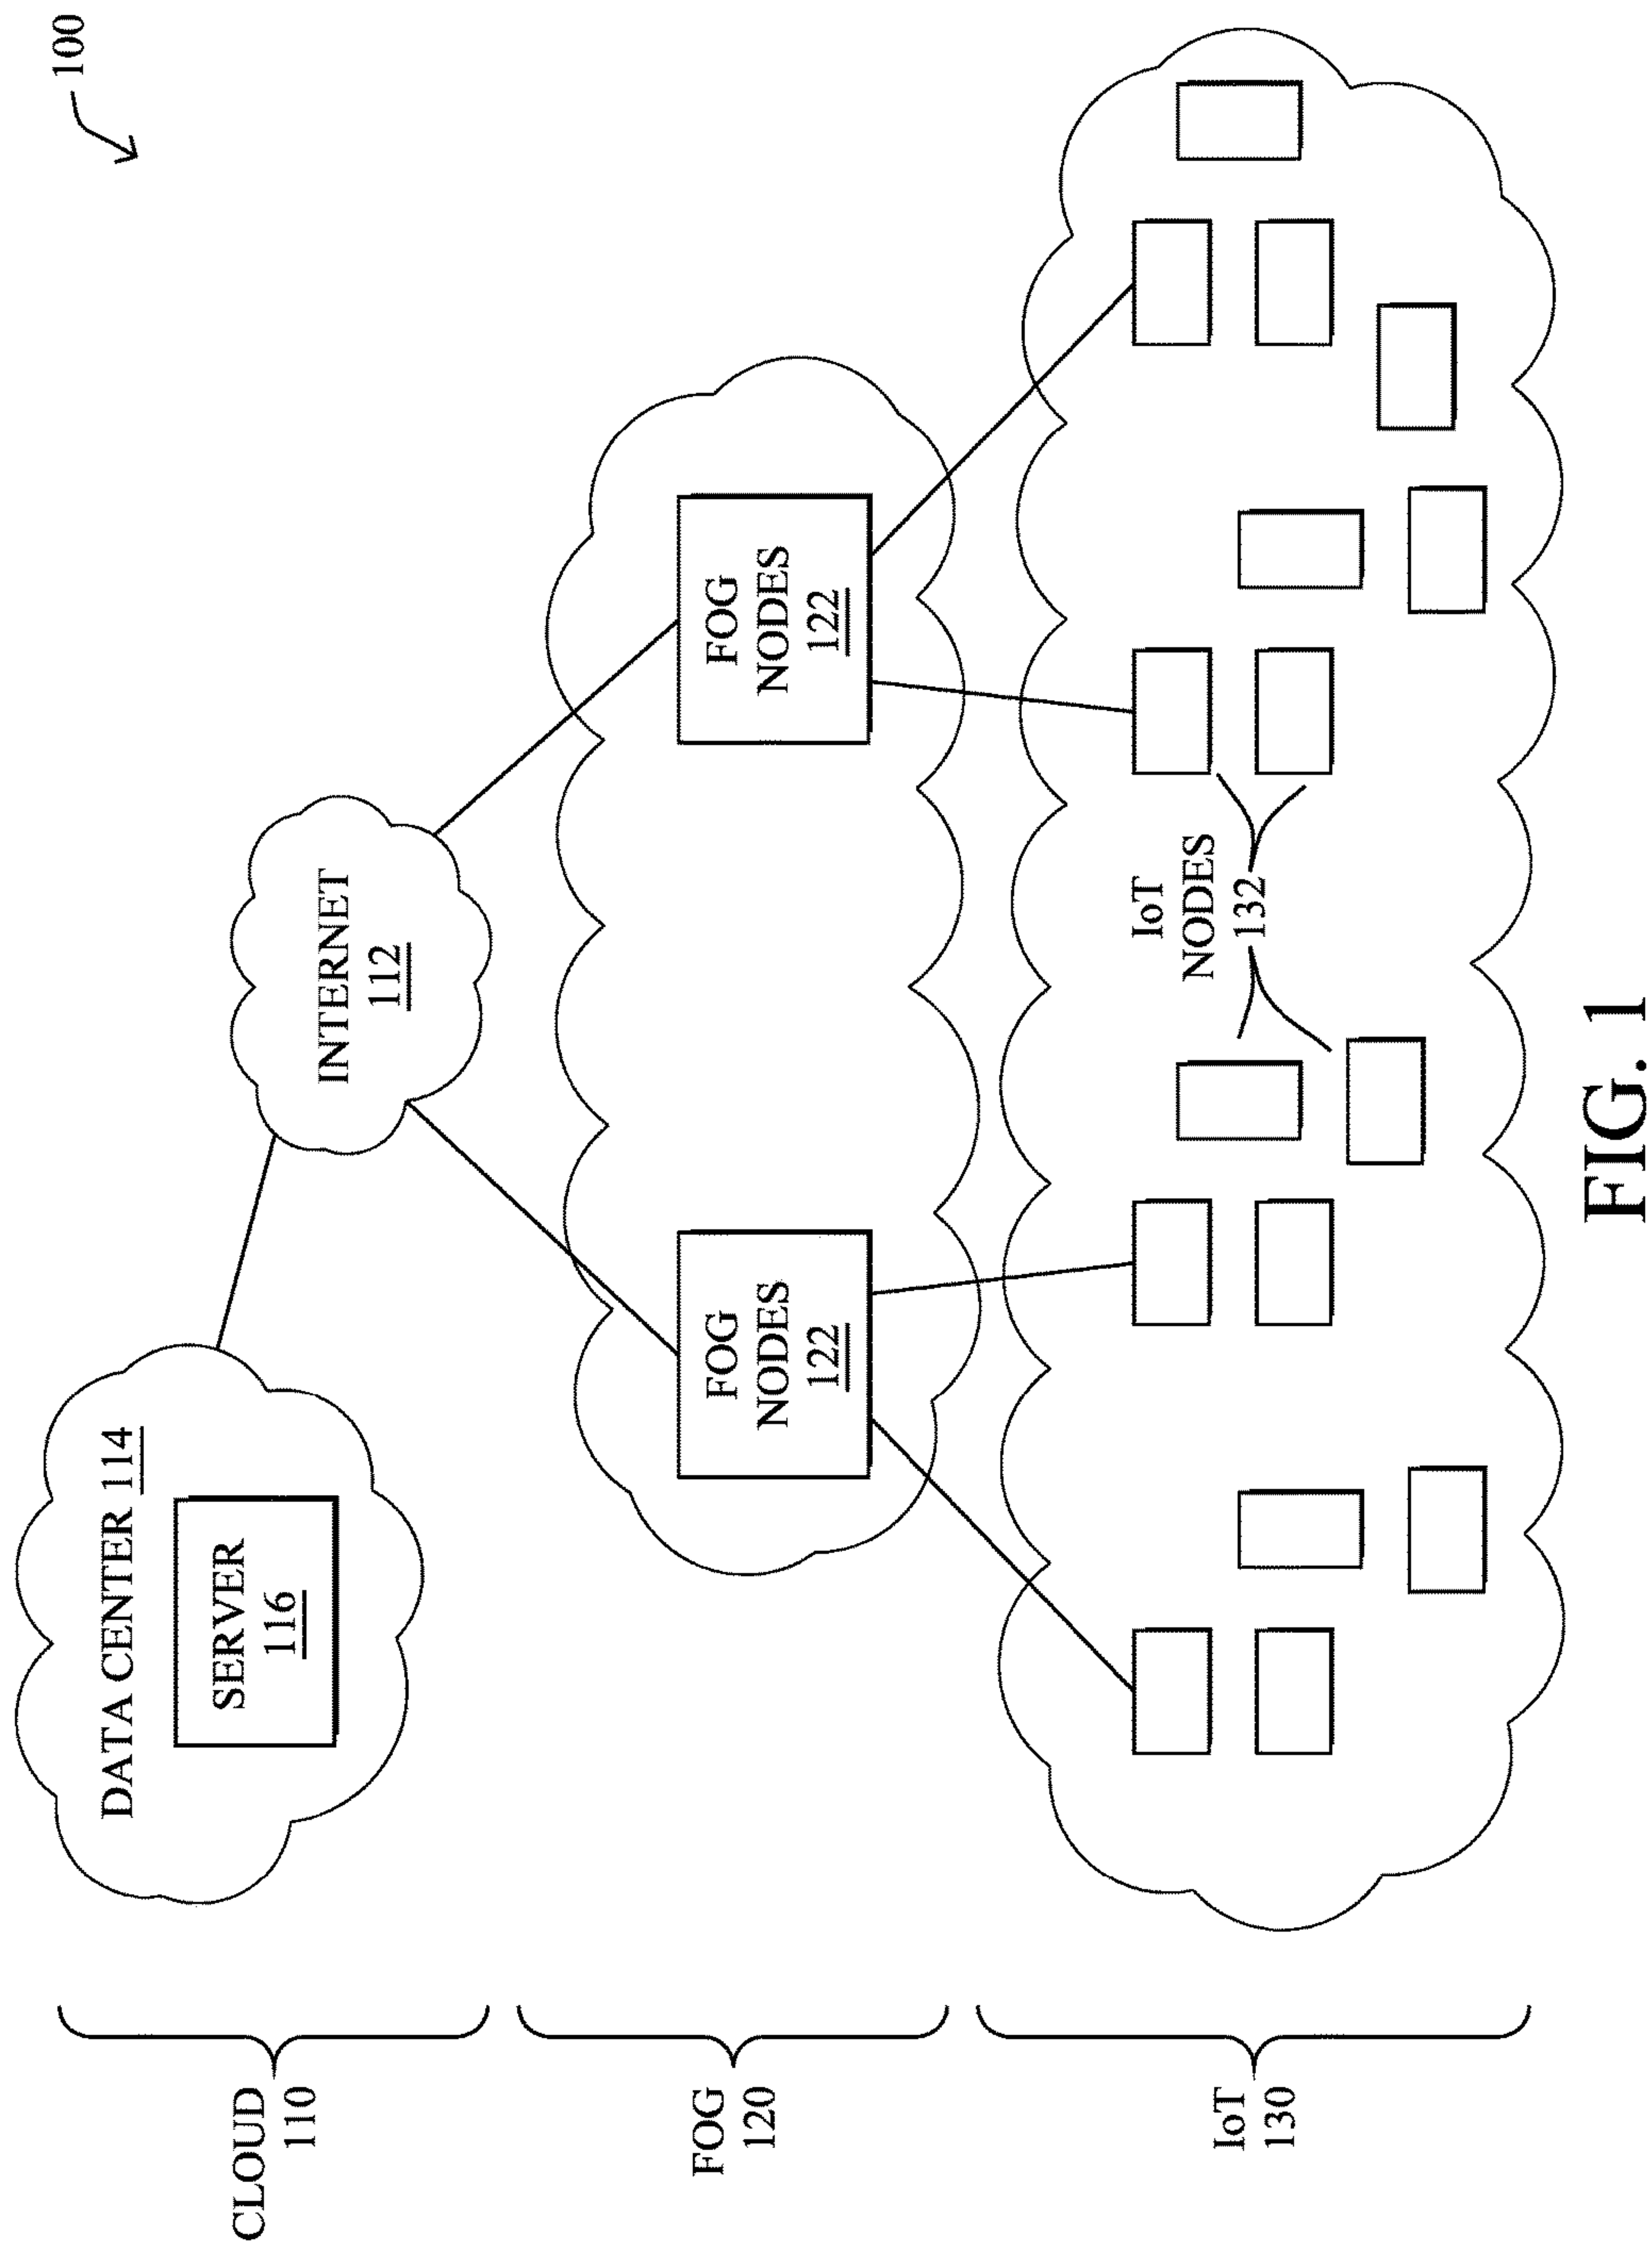 100
CLOUD
110
DATA CENTER 114
SERVER
116
INTERNET
112
FOG
120
FOG
NODES
122
FOG
NODES
122
IoT
130
IoT
NODES
132
FIG. 1